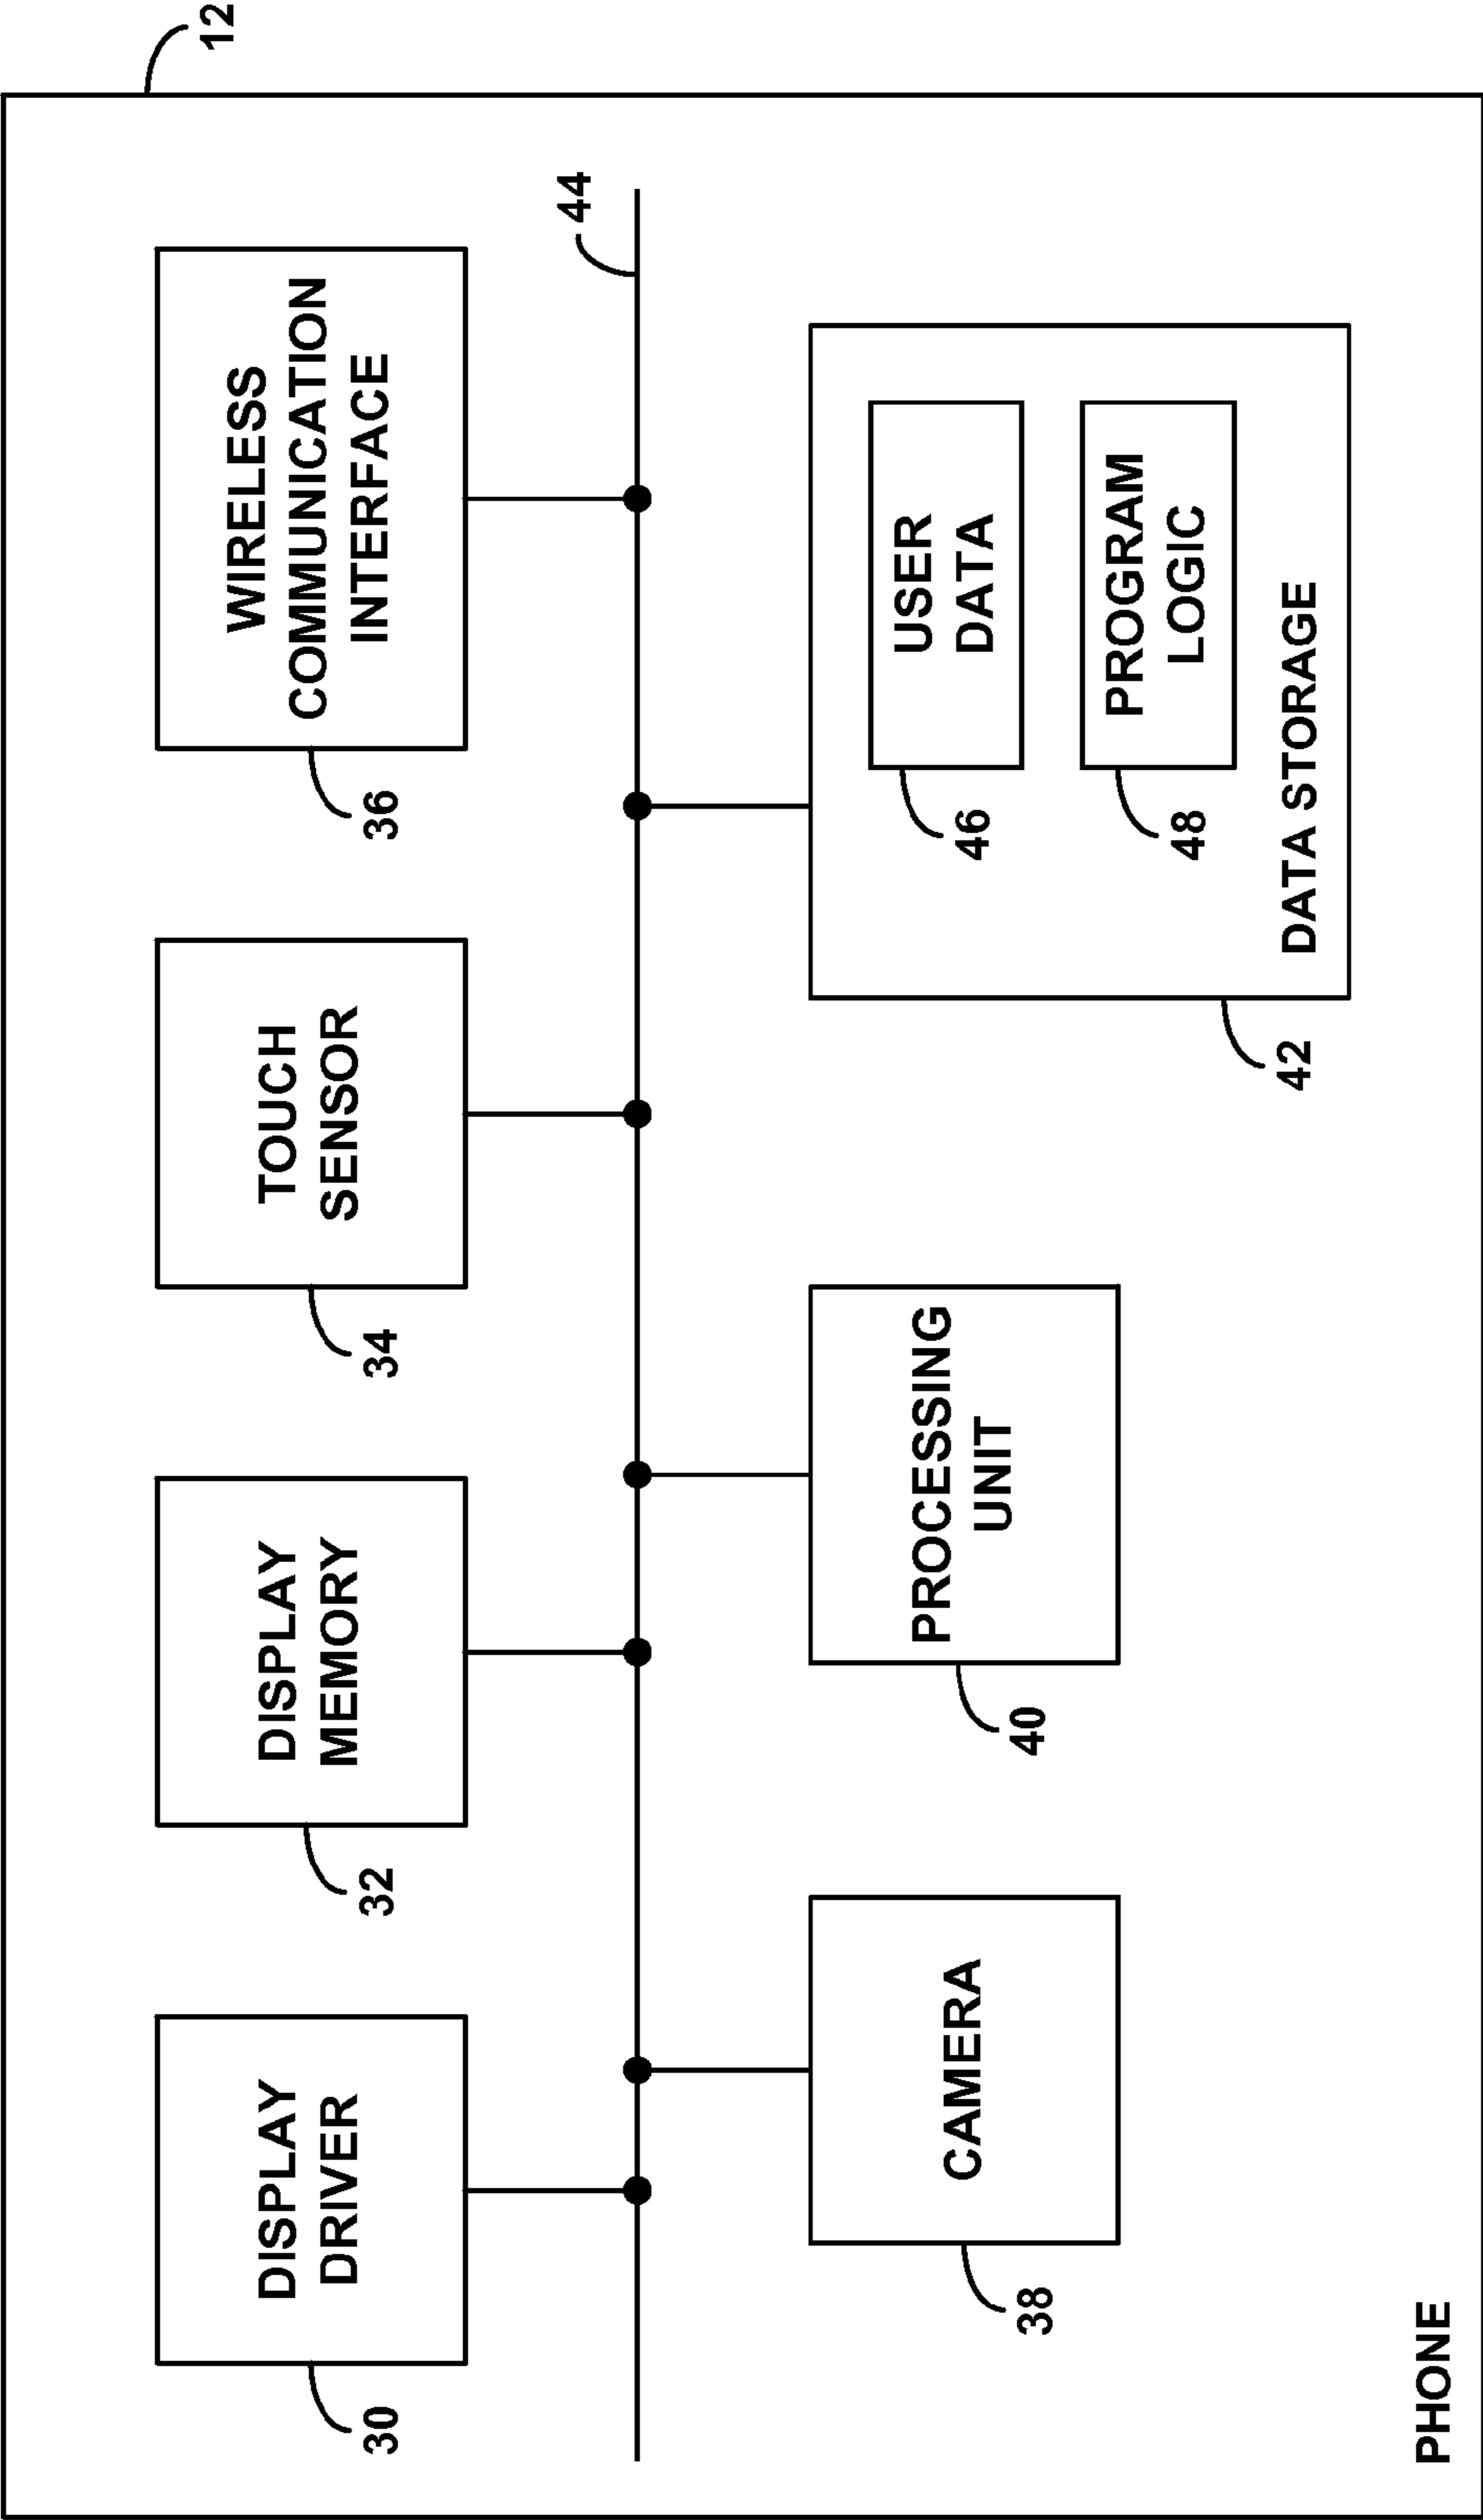 12
DISPLAY
DRIVER
30
DISPLAY
MEMORY
32
TOUCH
SENSOR
34
WIRELESS
COMMUNICATION
INTERFACE
36
44
CAMERA
38
PROCESSING
UNIT
40
USER
DATA
46
PROGRAM
LOGIC
48
DATA STORAGE
42
PHONE